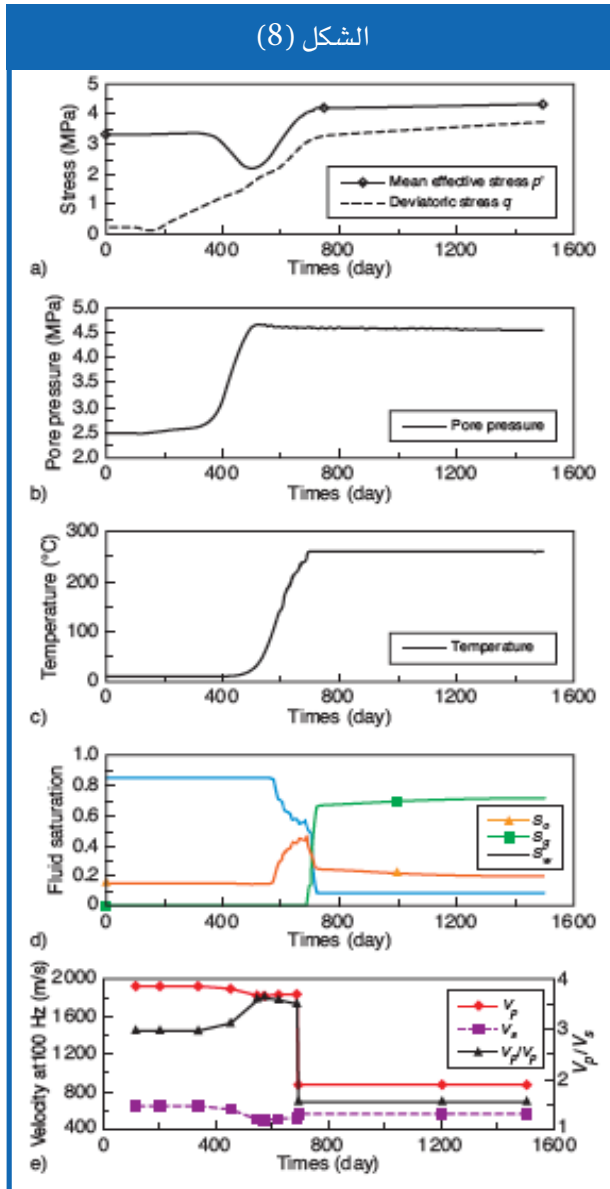 الشكل (8)
5
4
3
2
1
0
Stress (MPa)
Mean effective stress p'
Deviatoric stress q
0 400 800 1200 1600
Times (day)
a)
5.0
4.5
4.0
3.5
3.0
2.5
2.0
Pore pressure (MPa)
Pore pressure
0 400 800 1200 1600
Times (day)
b)
300
200
100
0
Temperature (°C)
Temperature
0 400 800 1200 1600
Times (day)
c)
1.0
0.8
0.6
0.4
0.2
0
Fluid saturation
So
Sg
Sw
0 400 800 1200 1600
Times (day)
d)
2000
1600
1200
800
400
Velocity at100 Hz (m/s)
Vp
Vs
Vp/Vp
4
3
2
1
Vp/Vs
0 400 800 1200 1600
Times (day)
e)